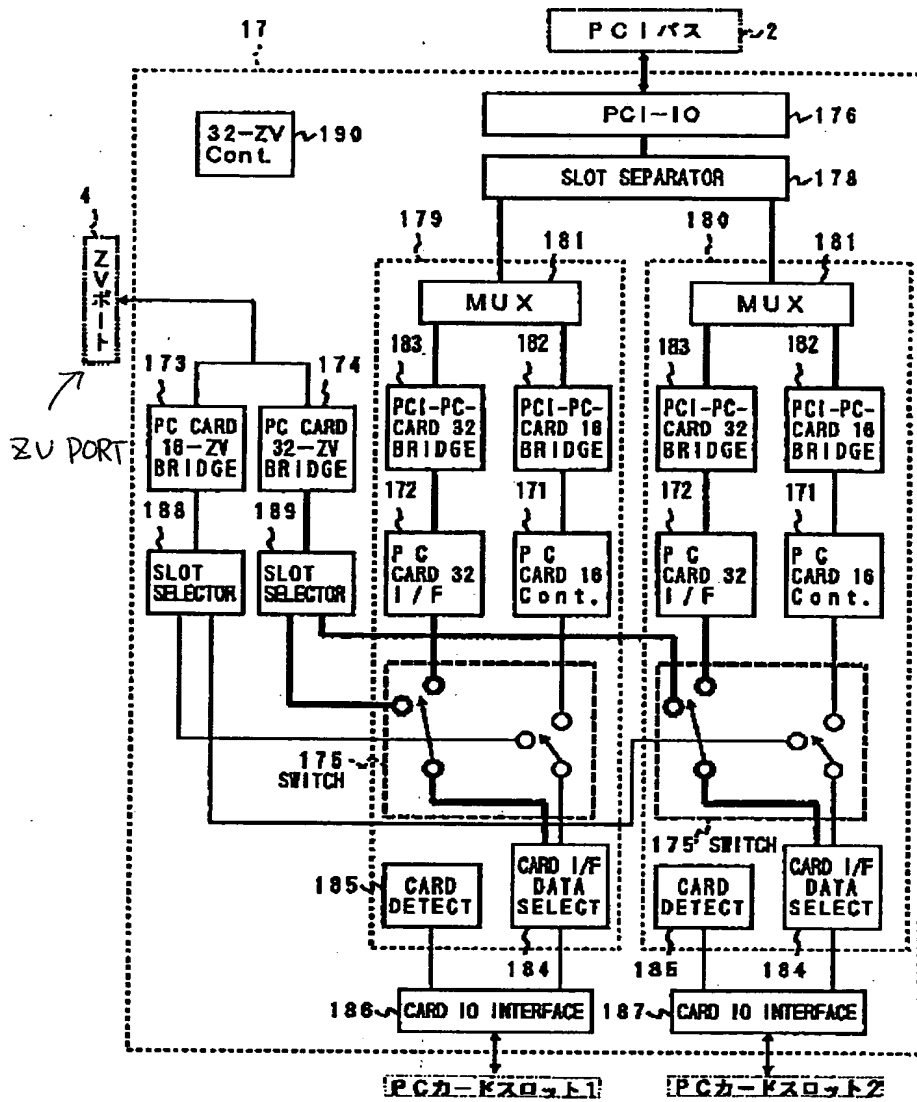 PCIバス
2
17
PCI-IO
176
32-ZV
Cont.
190
SLOT SEPARATOR
178
4
ZVポート
ZV PORT
179
181
MUX
180
181
MUX
173
PC CARD
16-ZV
BRIDGE
174
PC CARD
32-ZV
BRIDGE
183
PCI-PC-
CARD 32
BRIDGE
182
PCI-PC-
CARD 16
BRIDGE
183
PCI-PC-
CARD 32
BRIDGE
182
PCI-PC-
CARD 16
BRIDGE
188
SLOT
SELECTOR
189
SLOT
SELECTOR
172
PC
CARD 32
I/F
171
PC
CARD 16
Cont.
172
PC
CARD 32
I/F
171
PC
CARD 16
Cont.
175
SWITCH
175 SWITCH
185
CARD
DETECT
CARD I/F
DATA
SELECT
184
CARD
DETECT
185
CARD I/F
DATA
SELECT
184
186
CARD IO INTERFACE
187
CARD IO INTERFACE
PCカードスロット1
PCカードスロット2